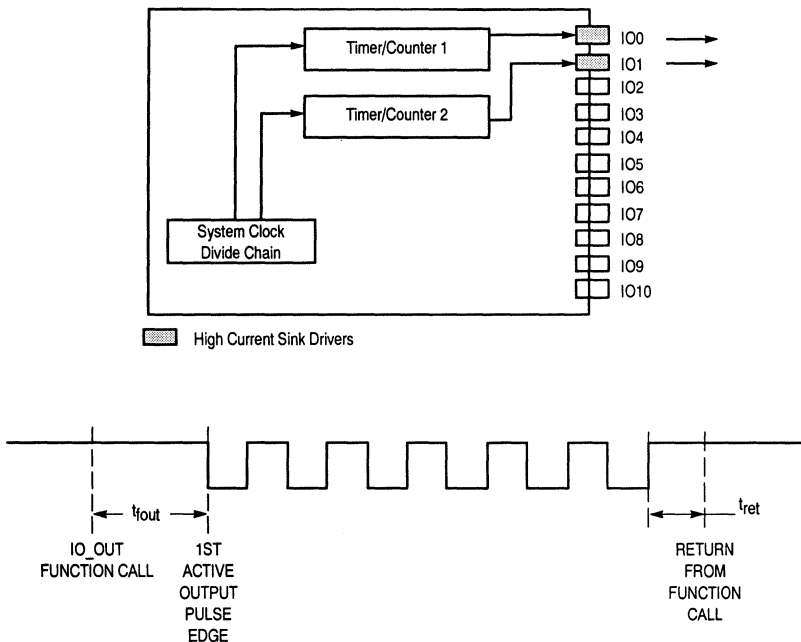 Timer/Counter 1
Timer/Counter 2
System Clock
Divide Chain
IO0
IO1
IO2
IO3
IO4
IO5
IO6
IO7
IO8
IO9
IO10
High Current Sink Drivers
tfout
tret
IO_OUT
FUNCTION CALL
1ST
ACTIVE
OUTPUT
PULSE
EDGE
RETURN
FROM
FUNCTION
CALL